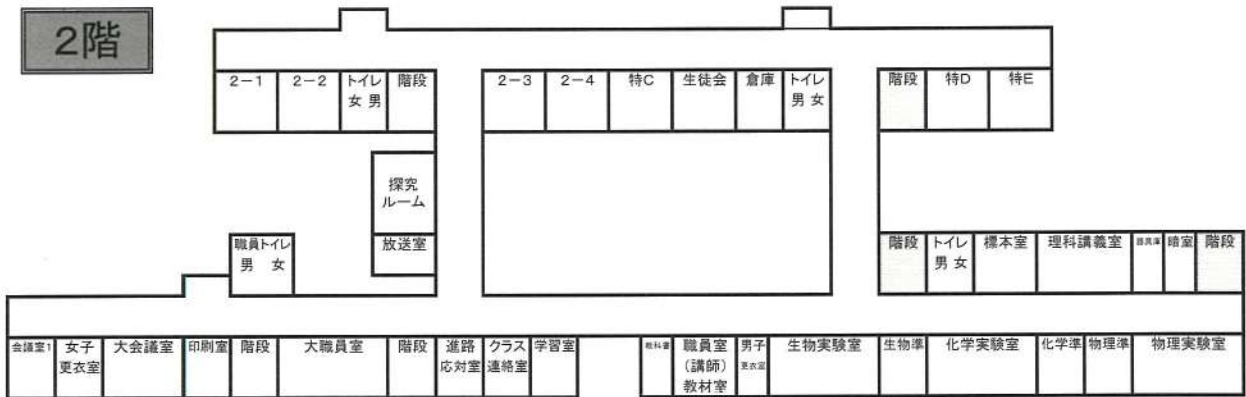 2階
2-1
2-2
トイレ
女 男
階段
2-3
2-4
特C
生徒会
倉庫
トイレ
男 女
階段
特D
特E
探究
ルーム
放送室
職員トイレ
男 女
階段
トイレ
男 女
標本室
理科講義室
器具庫
暗室
階段
会議室1
女子
更衣室
大会議室
印刷室
階段
大職員室
階段
進路
応対室
クラス
連絡室
学習室
教科書
職員室
(講師)
教材室
男子
更衣室
生物実験室
生物準
化学実験室
化学準
物理準
物理実験室